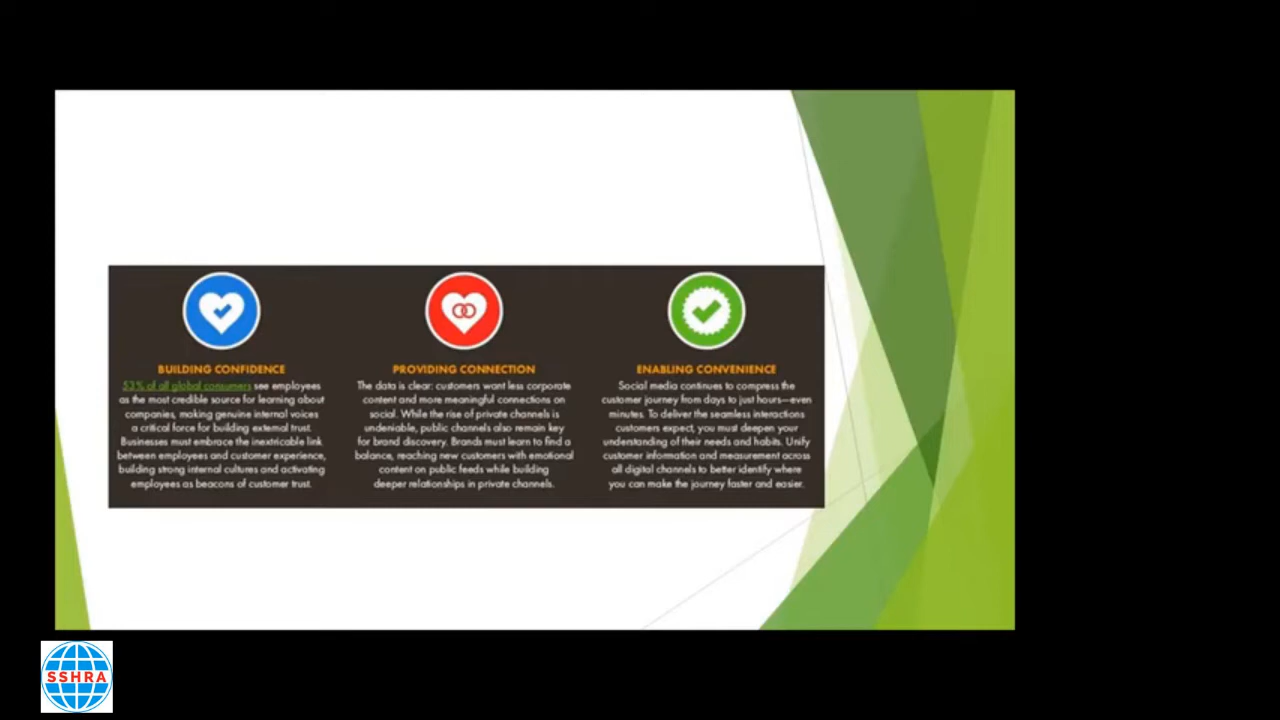 BUILDING CONFIDENCE
53% of all global consumers see employees
as the most credible source for learning about
companies, making genuine internal voices
a critical force for building external trust.
Businesses must embrace the inextricable link
between employees and customer experience,
building strong internal cultures and activating
employees as beacons of customer trust.
PROVIDING CONNECTION
The data is clear: customers want less corporate
content and more meaningful connections on
social. While the rise of private channels is
undeniable, public channels also remain key
for brand discovery. Brands must learn to find a
balance, reaching new customers with emotional
content on public feeds while building
deeper relationships in private channels.
ENABLING CONVENIENCE
Social media continues to compress the
customer journey from days to just hours—even
minutes. To deliver the seamless interactions
customers expect, you must deepen your
understanding of their needs and habits. Unify
customer information and measurement across
all digital channels to better identify where
you can make the journey faster and easier.
SSHRA